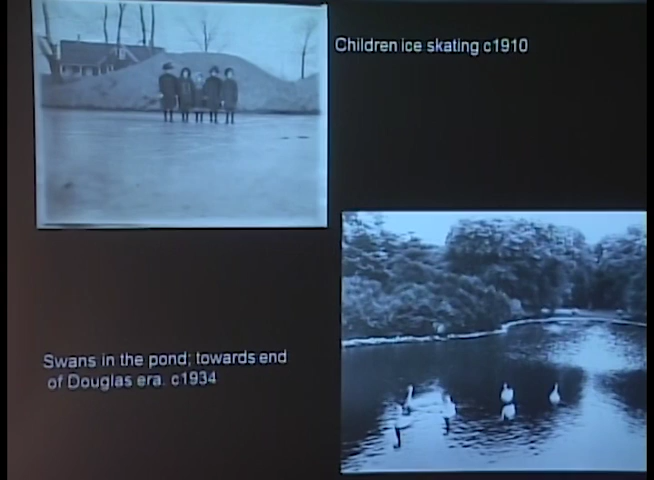 Children ice skating c1910
Swans in the pond; towards end
of Douglas era. c1934